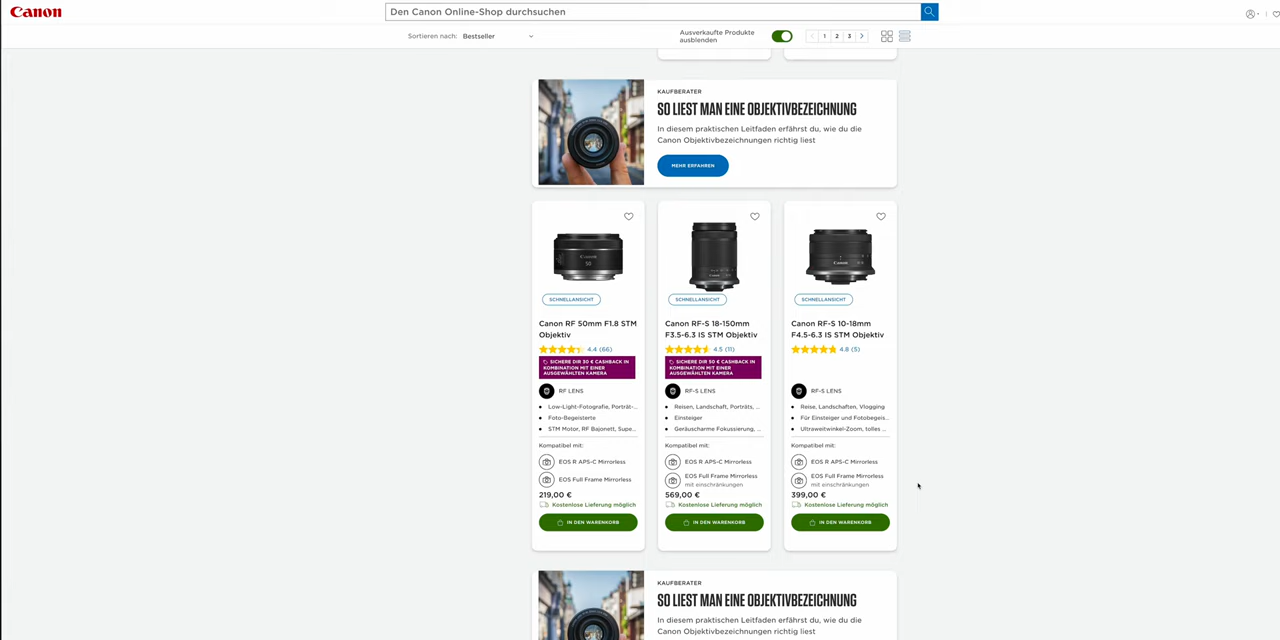 Canon
Den Canon Online-Shop durchsuchen
Sortieren nach: Bestseller
Ausverkaufte Produkte
ausblenden
1 2 3
KAUFBERATER
SO LIEST MAN EINE OBJEKTIVBEZEICHNUNG
In diesem praktischen Leitfaden erfährst du, wie du die
Canon Objektivbezeichnungen richtig liest
MEHR ERFAHREN
Canon
50
SCHNELLANSICHT
Canon RF 50mm F1.8 STM
Objektiv
4.4 (66)
SICHERE DIR 30 € CASHBACK IN
KOMBINATION MIT EINER
AUSGEWÄHLTEN KAMERA
RF LENS
Low-Light-Fotografie, Porträt-...
Foto-Begeisterte
STM Motor, RF Bajonett, Supe...
Kompatibel mit:
EOS R APS-C Mirrorless
EOS Full Frame Mirrorless
219,00 €
Kostenlose Lieferung möglich
IN DEN WARENKORB
SCHNELLANSICHT
Canon RF-S 18-150mm
F3.5-6.3 IS STM Objektiv
4.5 (11)
SICHERE DIR 50 € CASHBACK IN
KOMBINATION MIT EINER
AUSGEWÄHLTEN KAMERA
RF-S LENS
Reisen, Landschaft, Porträts, ...
Einsteiger
Geräuscharme Fokussierung, ...
Kompatibel mit:
EOS R APS-C Mirrorless
EOS Full Frame Mirrorless
mit einschränkungen
569,00 €
Kostenlose Lieferung möglich
IN DEN WARENKORB
Canon
SCHNELLANSICHT
Canon RF-S 10-18mm
F4.5-6.3 IS STM Objektiv
4.8 (5)
RF-S LENS
Reise, Landschaften, Vlogging
Für Einsteiger und Fotobegeis...
Ultraweitwinkel-Zoom, tolles ...
Kompatibel mit:
EOS R APS-C Mirrorless
EOS Full Frame Mirrorless
mit einschränkungen
399,00 €
Kostenlose Lieferung möglich
IN DEN WARENKORB
KAUFBERATER
SO LIEST MAN EINE OBJEKTIVBEZEICHNUNG
In diesem praktischen Leitfaden erfährst du, wie du die
Canon Objektivbezeichnungen richtig liest